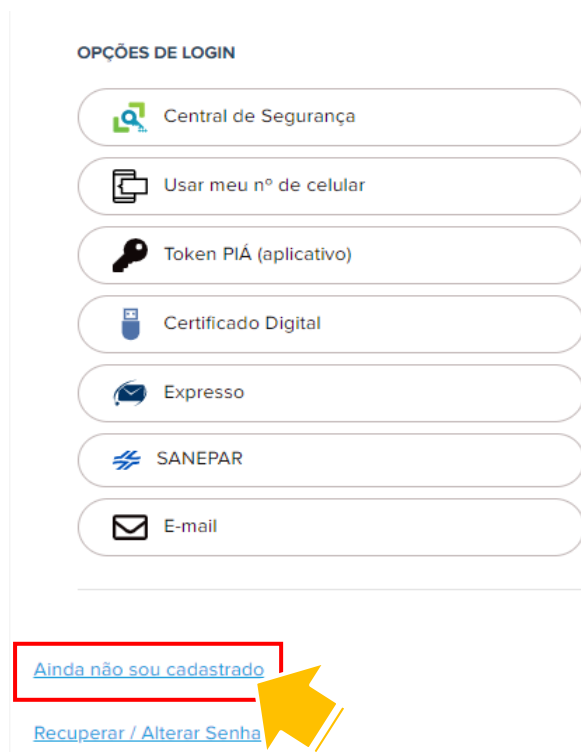 OPÇÕES DE LOGIN
Central de Segurança
Usar meu nº de celular
Token PIÁ (aplicativo)
Certificado Digital
Expresso
SANEPAR
E-mail
Ainda não sou cadastrado
Recuperar / Alterar Senha